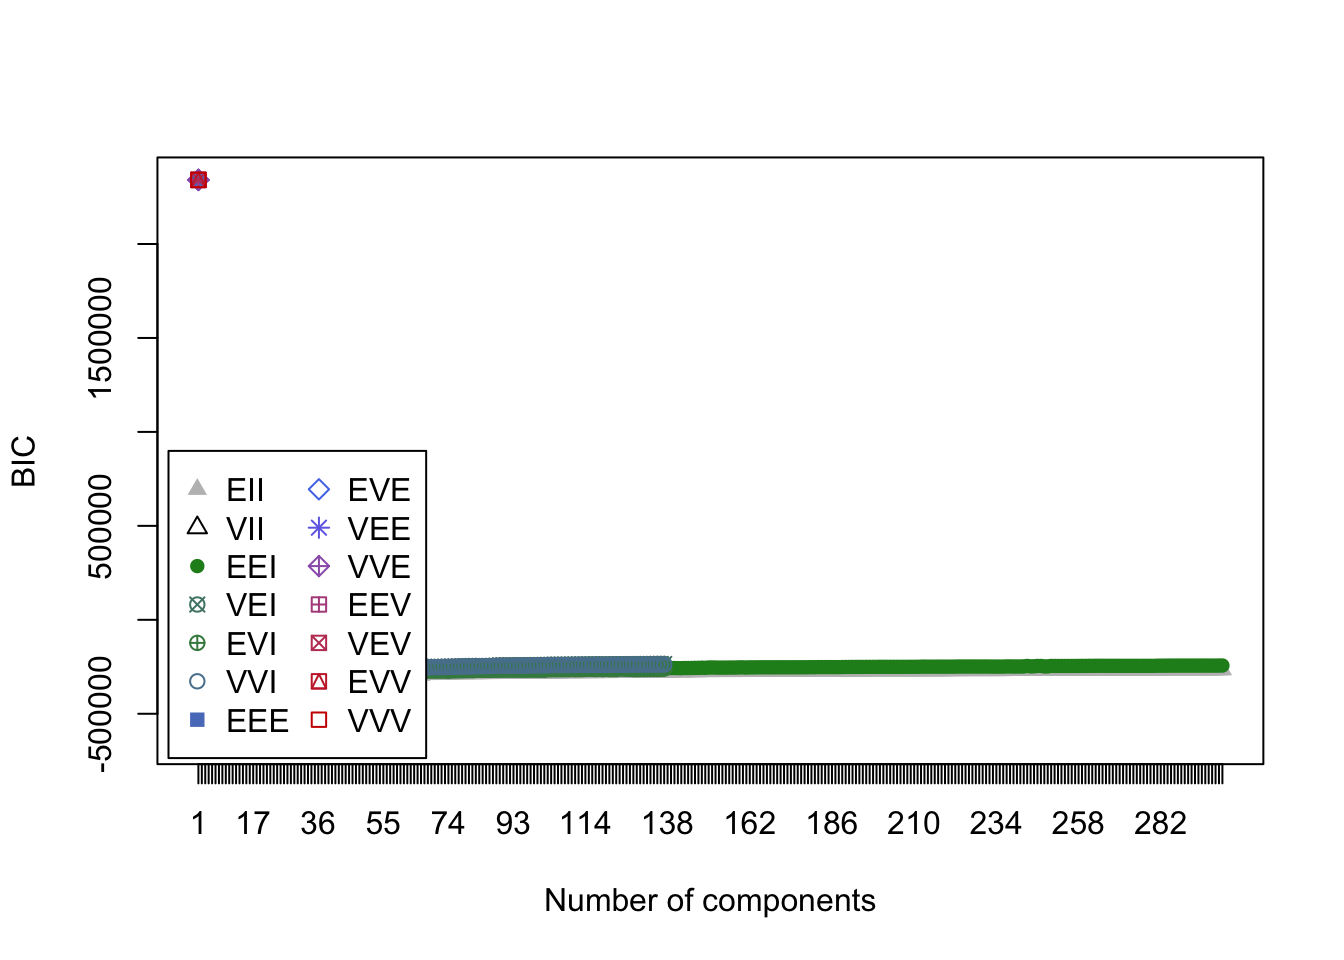 BIC
1500000
500000
-500000
EII EVE
VII VEE
EEI VVE
VEI EEV
EVI VEV
VVI EVV
EEE VVV
1 17 36 55 74 93 114 138 162 186 210 234 258 282
Number of components